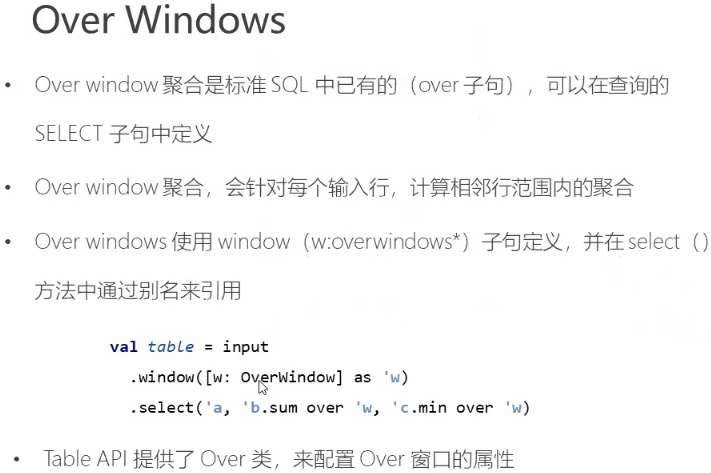 Over Windows
• Over window 聚合是标准 SQL 中已有的（over 子句），可以在查询的
SELECT 子句中定义
• Over window 聚合，会针对每个输入行，计算相邻行范围内的聚合
• Over windows 使用 window（w:overwindows*）子句定义，并在 select（）
方法中通过别名来引用
val table = input
.window([w: OverWindow] as 'w)
.select('a, 'b.sum over 'w, 'c.min over 'w)
• Table API 提供了 Over 类，来配置 Over 窗口的属性